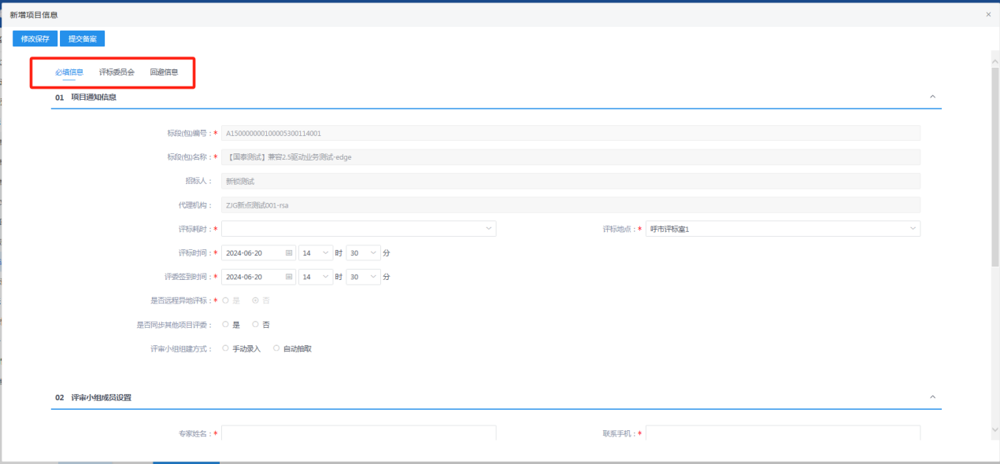 新增项目信息
修改保存 提交备案
必填信息 评标委员会 回避信息
01 项目通知信息
标段(包)编号：* A150000000100005300114001
标段(包)名称：* 【国泰测试】兼容2.5驱动业务测试-edge
招标人： 新锁测试
代理机构： ZJG新点测试001-rsa
评标耗时：* 评标地点：* 呼市评标室1
评标时间：* 2024-06-20 14 时 30 分
评委签到时间：* 2024-06-20 14 时 30 分
是否远程异地评标：* 是 否
是否同步其他项目评委： 是 否
评审小组组建方式： 手动录入 自动抽取
02 评审小组成员设置
专家姓名：* 联系手机：*